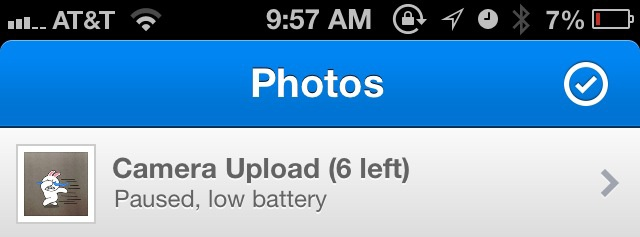 AT&T 9:57 AM 7%
Photos
Camera Upload (6 left)
Paused, low battery